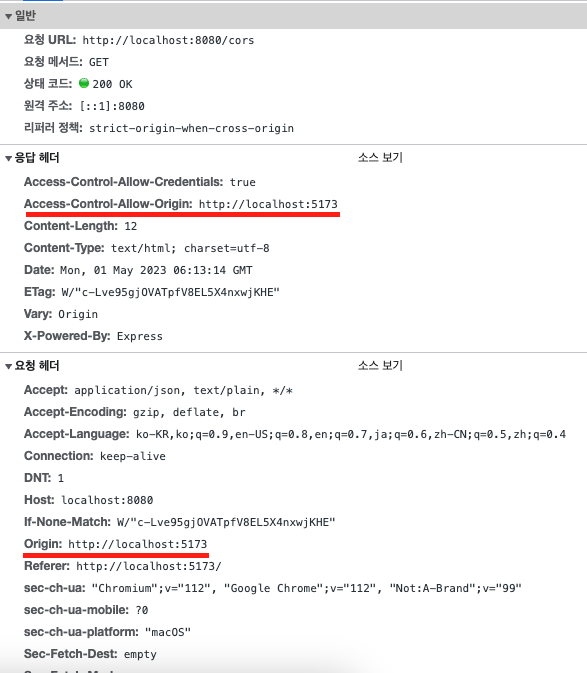 일반
요청 URL: http://localhost:8080/cors
요청 메서드: GET
상태 코드: 200 OK
원격 주소: [::1]:8080
리퍼러 정책: strict-origin-when-cross-origin
응답 헤더 소스 보기
Access-Control-Allow-Credentials: true
Access-Control-Allow-Origin: http://localhost:5173
Content-Length: 12
Content-Type: text/html; charset=utf-8
Date: Mon, 01 May 2023 06:13:14 GMT
ETag: W/"c-Lve95gjOVATpfV8EL5X4nxwjKHE"
Vary: Origin
X-Powered-By: Express
요청 헤더 소스 보기
Accept: application/json, text/plain, */*
Accept-Encoding: gzip, deflate, br
Accept-Language: ko-KR,ko;q=0.9,en-US;q=0.8,en;q=0.7,ja;q=0.6,zh-CN;q=0.5,zh;q=0.4
Connection: keep-alive
DNT: 1
Host: localhost:8080
If-None-Match: W/"c-Lve95gjOVATpfV8EL5X4nxwjKHE"
Origin: http://localhost:5173
Referer: http://localhost:5173/
sec-ch-ua: "Chromium";v="112", "Google Chrome";v="112", "Not:A-Brand";v="99"
sec-ch-ua-mobile: ?0
sec-ch-ua-platform: "macOS"
Sec-Fetch-Dest: empty